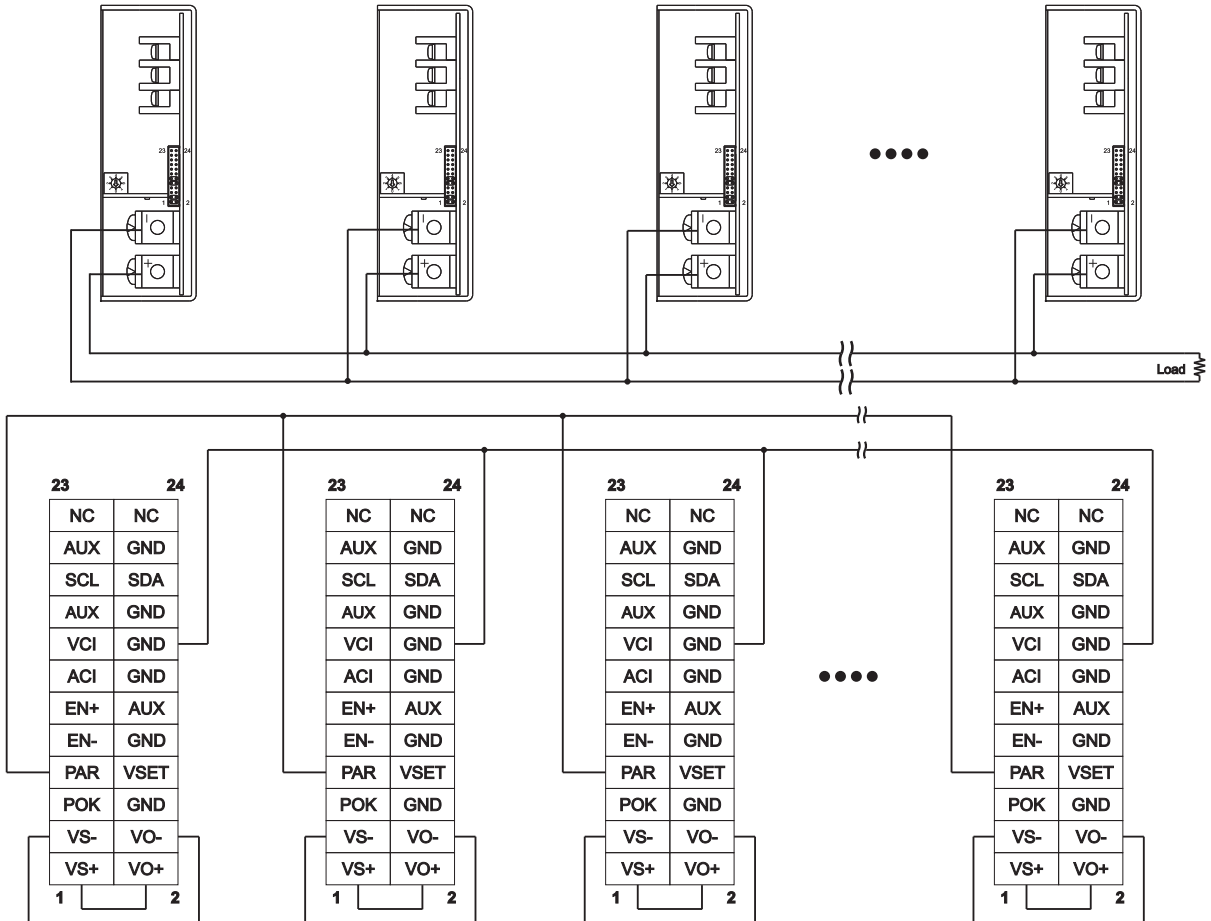 23 24 23 24 23 24 23 24
1 2 1 2 1 2 1 2
- - - -
+ + + +
Load
23 24 23 24 23 24 23 24
NC NC NC NC NC NC NC NC
AUX GND AUX GND AUX GND AUX GND
SCL SDA SCL SDA SCL SDA SCL SDA
AUX GND AUX GND AUX GND AUX GND
VCI GND VCI GND VCI GND VCI GND
ACI GND ACI GND ACI GND ACI GND
EN+ AUX EN+ AUX EN+ AUX EN+ AUX
EN- GND EN- GND EN- GND EN- GND
PAR VSET PAR VSET PAR VSET PAR VSET
POK GND POK GND POK GND POK GND
VS- VO- VS- VO- VS- VO- VS- VO-
VS+ VO+ VS+ VO+ VS+ VO+ VS+ VO+
1 2 1 2 1 2 1 2